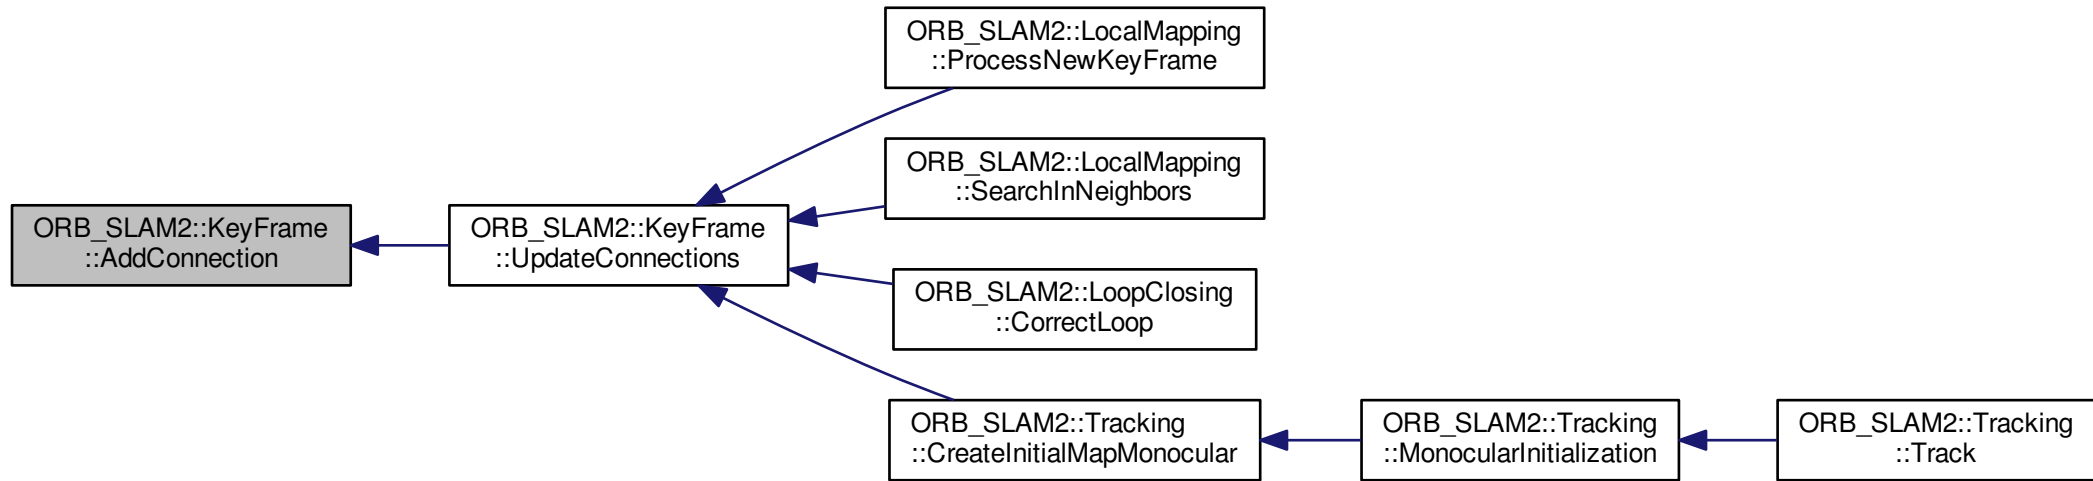 ORB_SLAM2::LocalMapping
::ProcessNewKeyFrame
ORB_SLAM2::LocalMapping
::SearchInNeighbors
ORB_SLAM2::KeyFrame
::AddConnection
ORB_SLAM2::KeyFrame
::UpdateConnections
ORB_SLAM2::LoopClosing
::CorrectLoop
ORB_SLAM2::Tracking
::CreateInitialMapMonocular
ORB_SLAM2::Tracking
::MonocularInitialization
ORB_SLAM2::Tracking
::Track